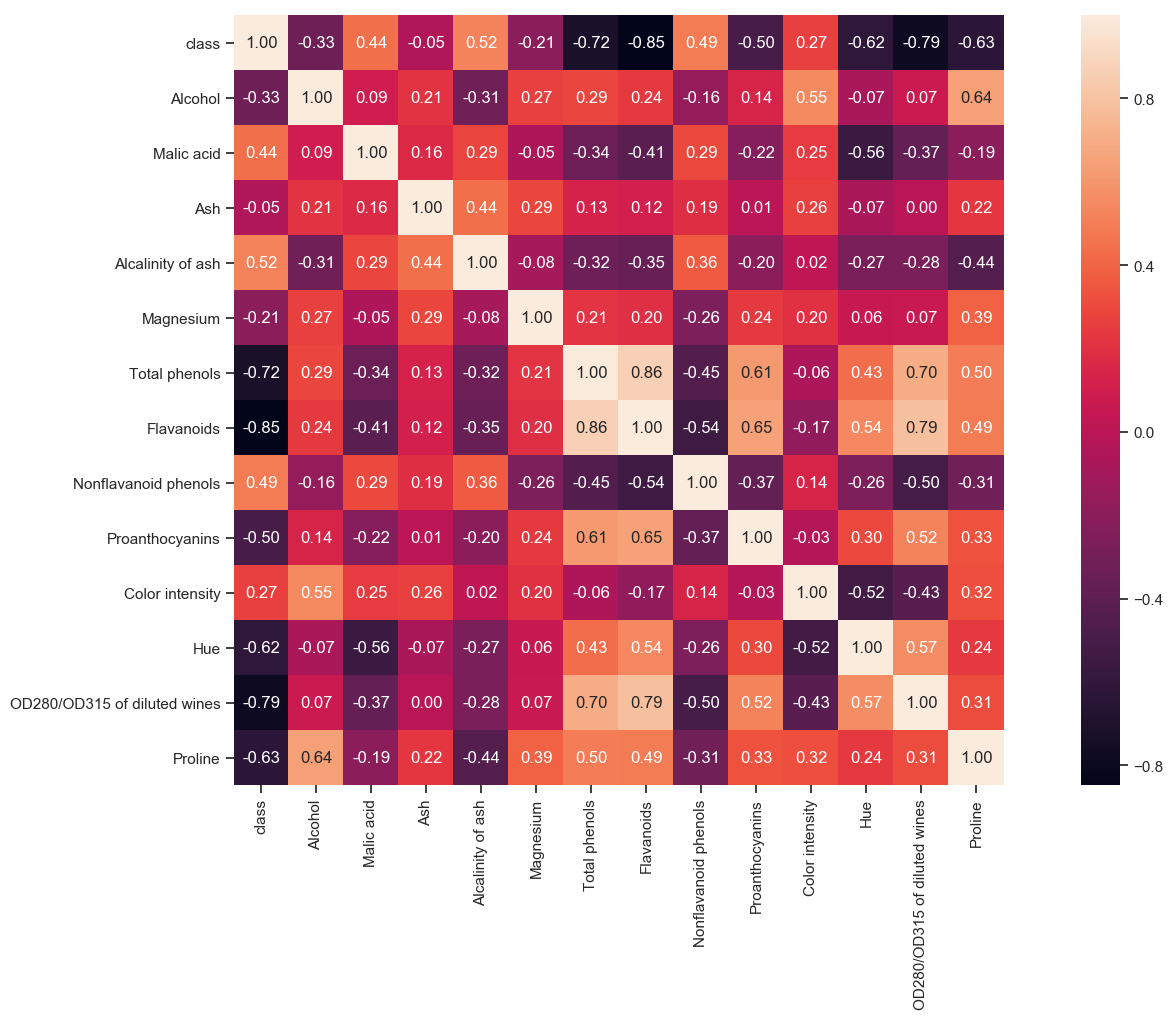 class 1.00 -0.33 0.44 -0.05 0.52 -0.21 -0.72 -0.85 0.49 -0.50 0.27 -0.62 -0.79 -0.63
Alcohol -0.33 1.00 0.09 0.21 -0.31 0.27 0.29 0.24 -0.16 0.14 0.55 -0.07 0.07 0.64
Malic acid 0.44 0.09 1.00 0.16 0.29 -0.05 -0.34 -0.41 0.29 -0.22 0.25 -0.56 -0.37 -0.19
Ash -0.05 0.21 0.16 1.00 0.44 0.29 0.13 0.12 0.19 0.01 0.26 -0.07 0.00 0.22
Alcalinity of ash 0.52 -0.31 0.29 0.44 1.00 -0.08 -0.32 -0.35 0.36 -0.20 0.02 -0.27 -0.28 -0.44
Magnesium -0.21 0.27 -0.05 0.29 -0.08 1.00 0.21 0.20 -0.26 0.24 0.20 0.06 0.07 0.39
Total phenols -0.72 0.29 -0.34 0.13 -0.32 0.21 1.00 0.86 -0.45 0.61 -0.06 0.43 0.70 0.50
Flavanoids -0.85 0.24 -0.41 0.12 -0.35 0.20 0.86 1.00 -0.54 0.65 -0.17 0.54 0.79 0.49
Nonflavanoid phenols 0.49 -0.16 0.29 0.19 0.36 -0.26 -0.45 -0.54 1.00 -0.37 0.14 -0.26 -0.50 -0.31
Proanthocyanins -0.50 0.14 -0.22 0.01 -0.20 0.24 0.61 0.65 -0.37 1.00 -0.03 0.30 0.52 0.33
Color intensity 0.27 0.55 0.25 0.26 0.02 0.20 -0.06 -0.17 0.14 -0.03 1.00 -0.52 -0.43 0.32
Hue -0.62 -0.07 -0.56 -0.07 -0.27 0.06 0.43 0.54 -0.26 0.30 -0.52 1.00 0.57 0.24
OD280/OD315 of diluted wines -0.79 0.07 -0.37 0.00 -0.28 0.07 0.70 0.79 -0.50 0.52 -0.43 0.57 1.00 0.31
Proline -0.63 0.64 -0.19 0.22 -0.44 0.39 0.50 0.49 -0.31 0.33 0.32 0.24 0.31 1.00
class
Alcohol
Malic acid
Ash
Alcalinity of ash
Magnesium
Total phenols
Flavanoids
Nonflavanoid phenols
Proanthocyanins
Color intensity
Hue
OD280/OD315 of diluted wines
Proline
0.8
0.4
0.0
−0.4
−0.8